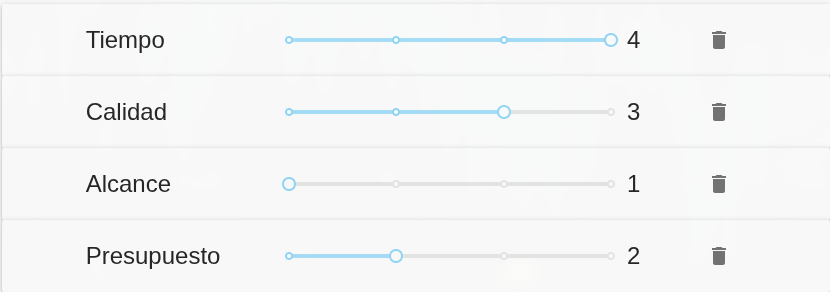 Tiempo 4
Calidad 3
Alcance 1
Presupuesto 2